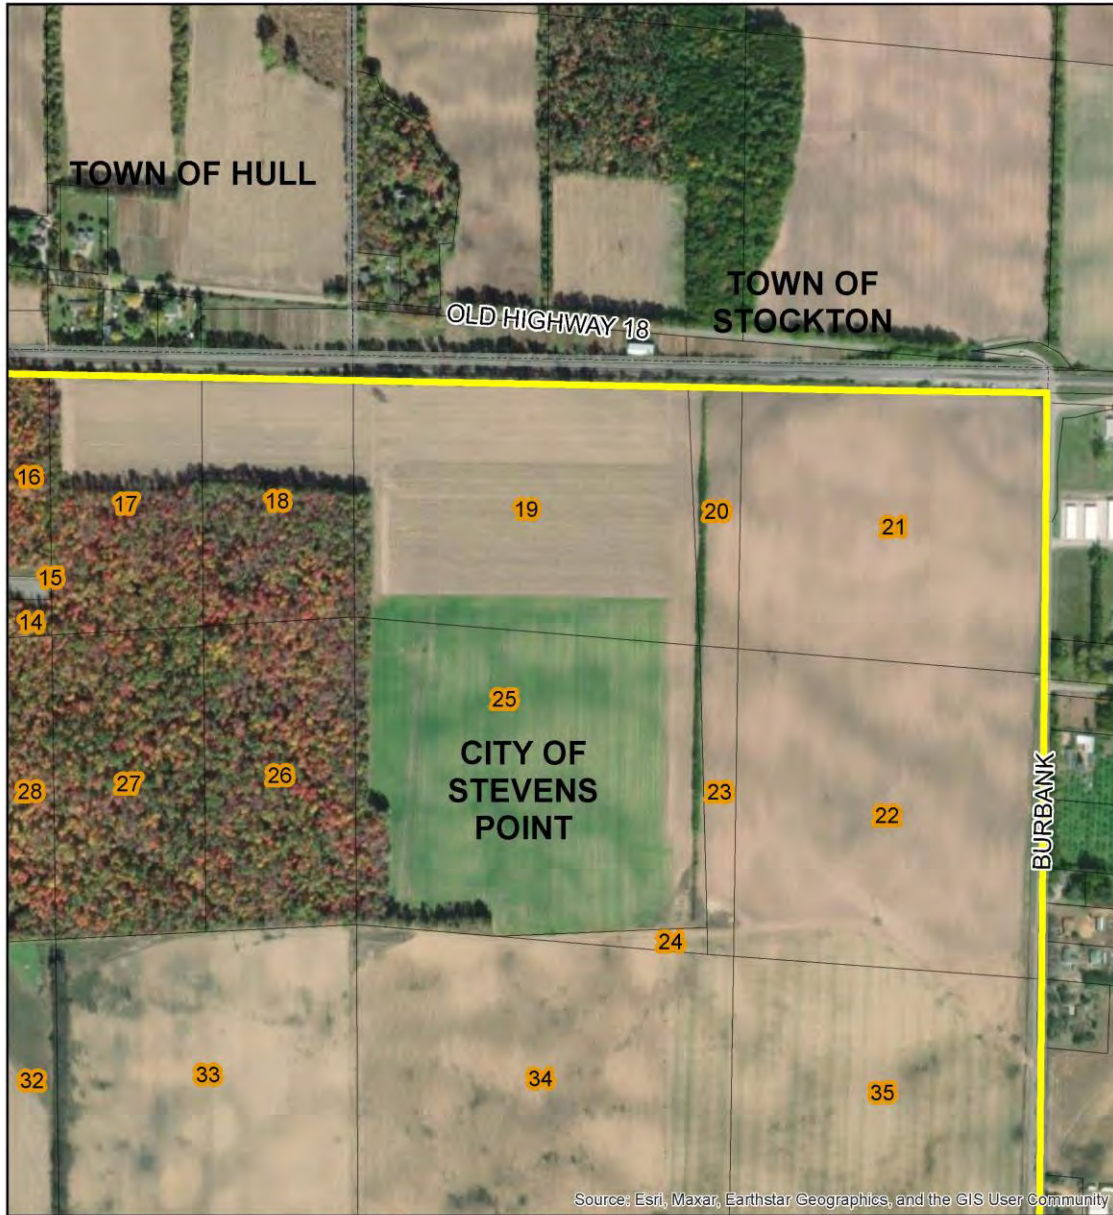 TOWN OF HULL
TOWN OF
STOCKTON
OLD HIGHWAY 18
16
17
18
19
20
21
15
14
25
CITY OF
STEVENS
POINT
28
27
26
23
22
BURBANK
24
32
33
34
35
Source: Esri, Maxar, Earthstar Geographics, and the GIS User Community